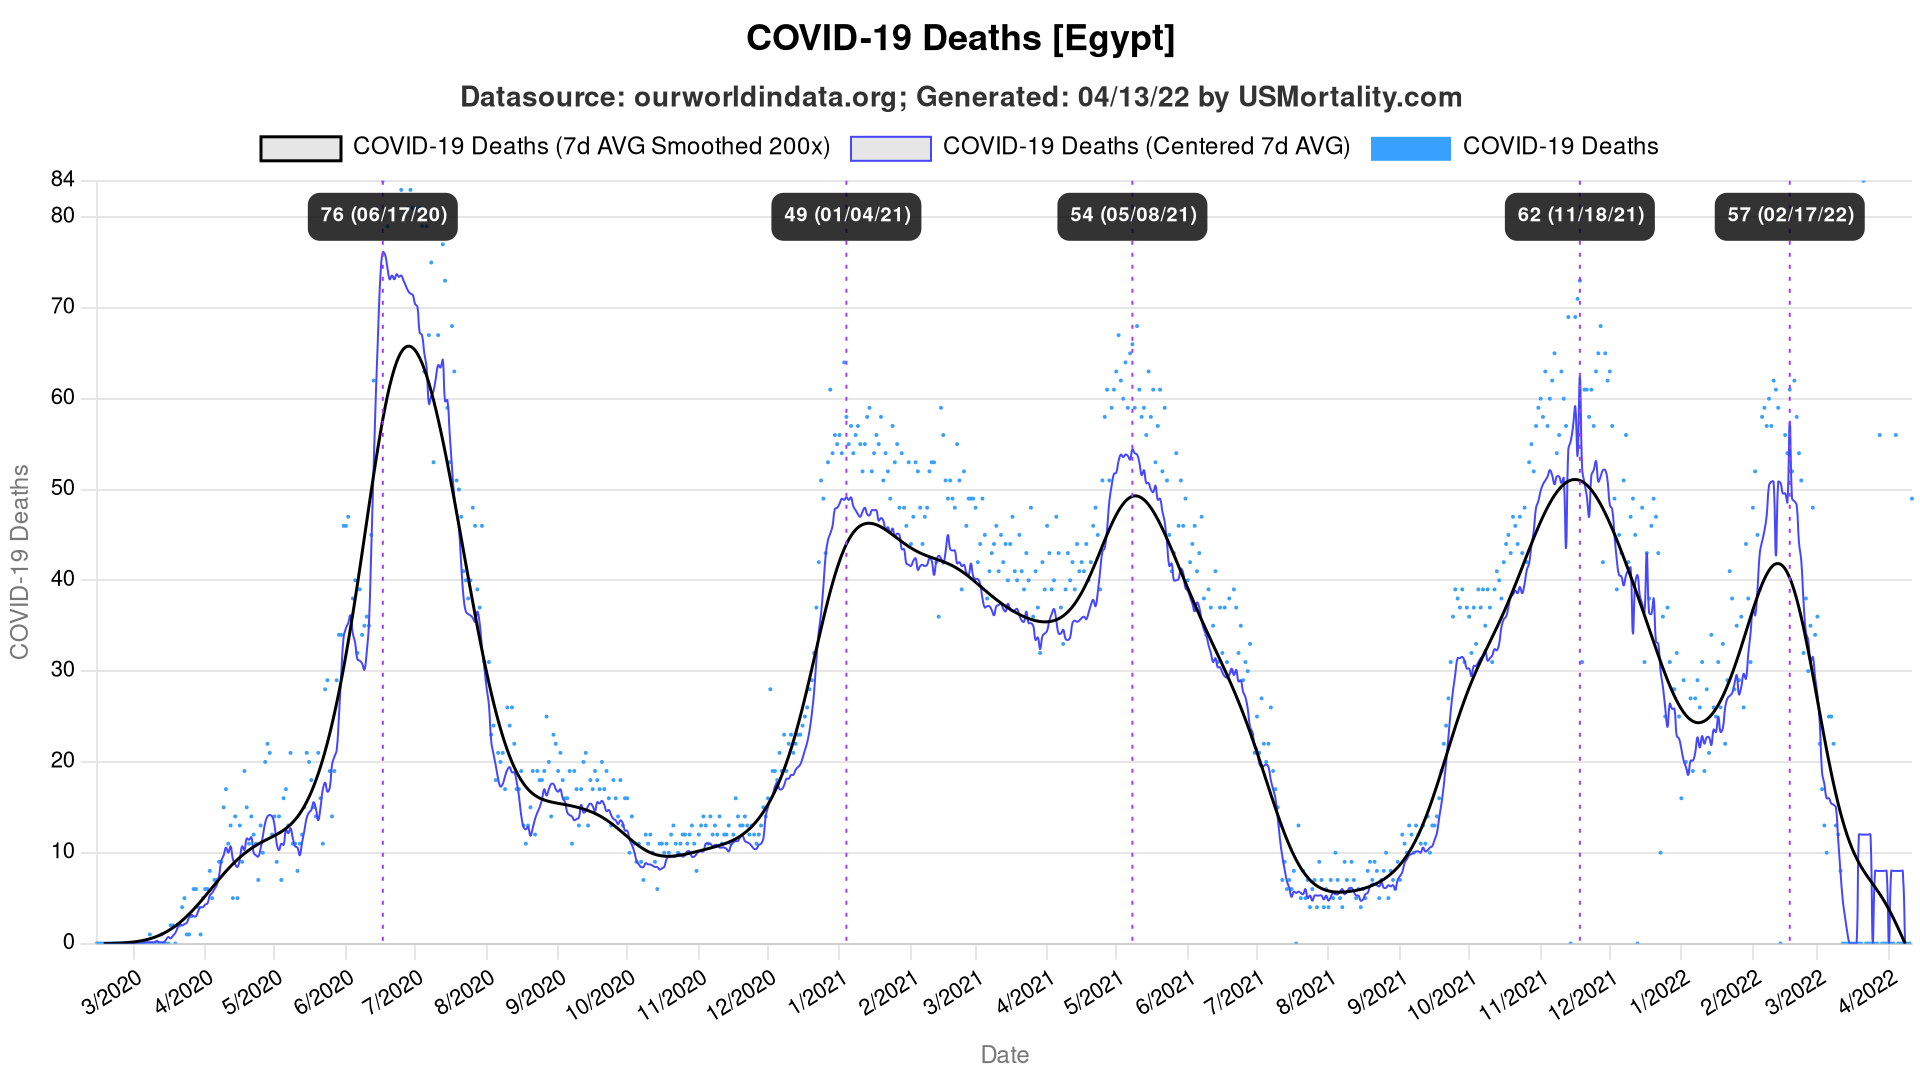 COVID-19 Deaths [Egypt]
Datasource: ourworldindata.org; Generated: 04/13/22 by USMortality.com
COVID-19 Deaths (7d AVG Smoothed 200x) COVID-19 Deaths (Centered 7d AVG) COVID-19 Deaths
84
80
70
60
50
40
30
20
10
0
COVID-19 Deaths
76 (06/17/20) 49 (01/04/21) 54 (05/08/21) 62 (11/18/21) 57 (02/17/22)
3/2020 4/2020 5/2020 6/2020 7/2020 8/2020 9/2020 10/2020 11/2020 12/2020 1/2021 2/2021 3/2021 4/2021 5/2021 6/2021 7/2021 8/2021 9/2021 10/2021 11/2021 12/2021 1/2022 2/2022 3/2022 4/2022
Date